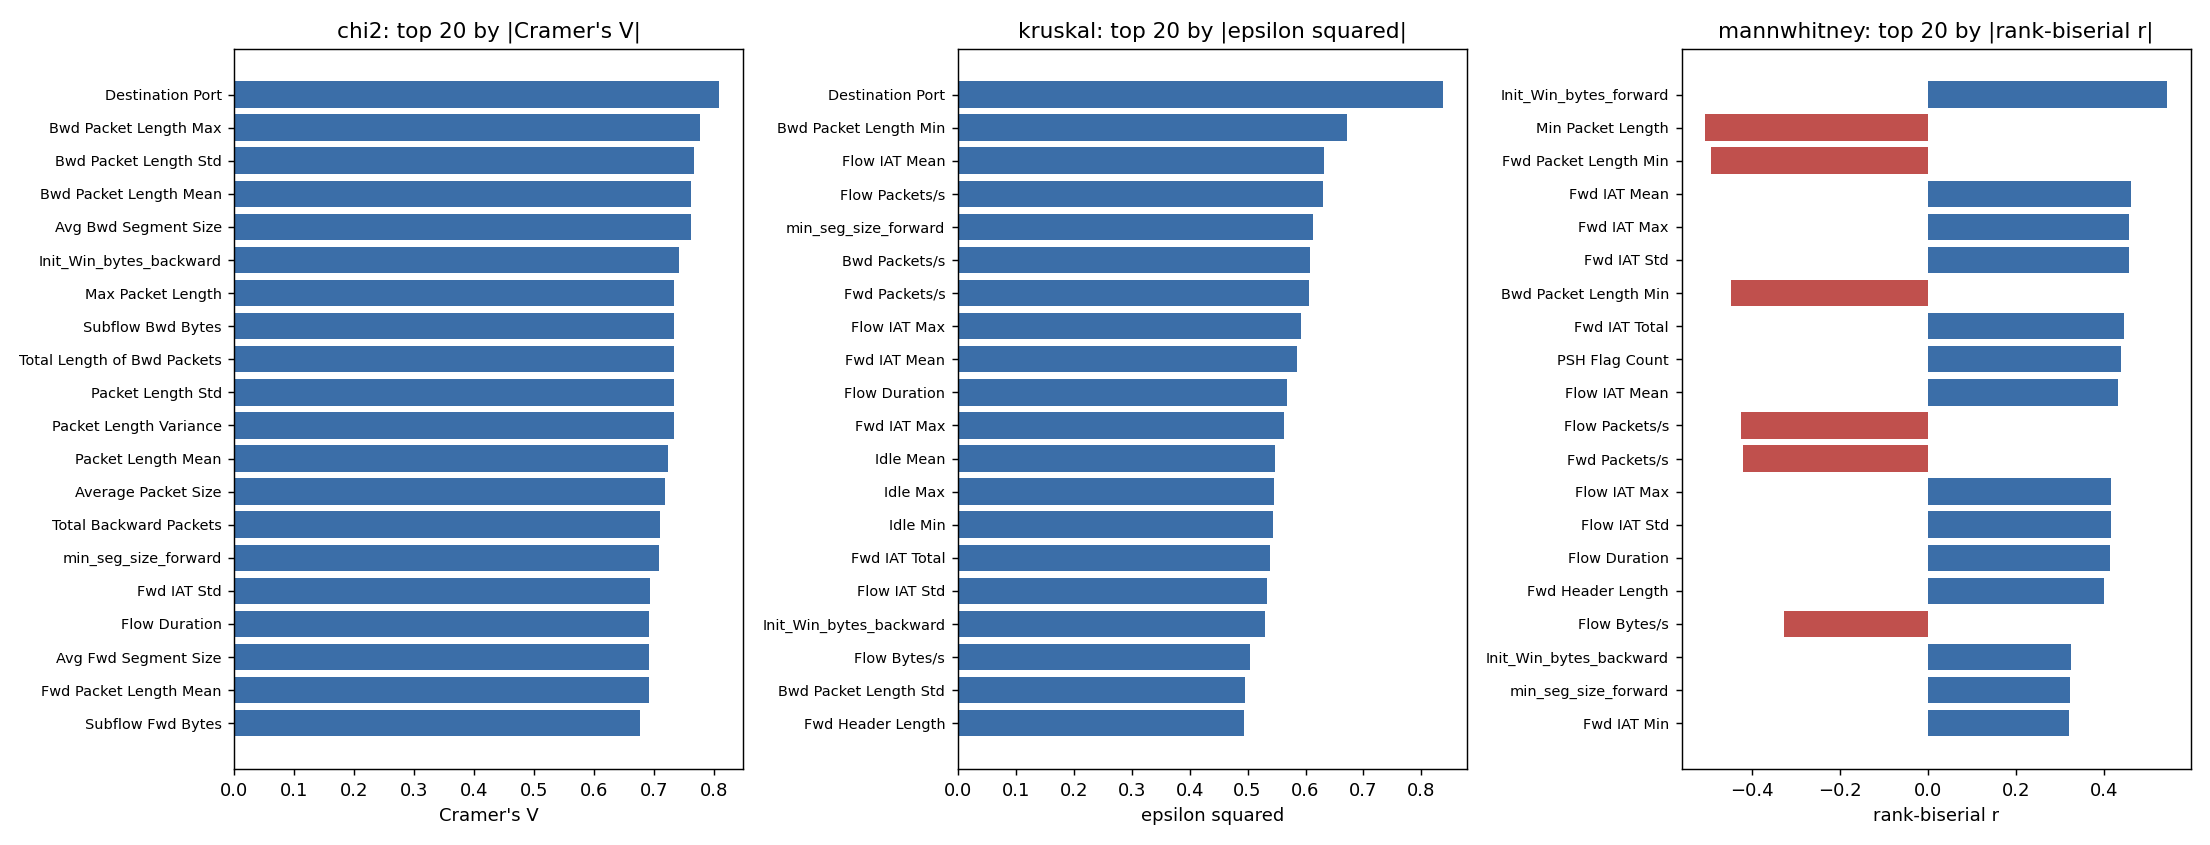 chi2: top 20 by |Cramer's V|
Destination Port
Bwd Packet Length Max
Bwd Packet Length Std
Bwd Packet Length Mean
Avg Bwd Segment Size
Init_Win_bytes_backward
Max Packet Length
Subflow Bwd Bytes
Total Length of Bwd Packets
Packet Length Std
Packet Length Variance
Packet Length Mean
Average Packet Size
Total Backward Packets
min_seg_size_forward
Fwd IAT Std
Flow Duration
Avg Fwd Segment Size
Fwd Packet Length Mean
Subflow Fwd Bytes
0.0 0.1 0.2 0.3 0.4 0.5 0.6 0.7 0.8
Cramer's V
kruskal: top 20 by |epsilon squared|
Destination Port
Bwd Packet Length Min
Flow IAT Mean
Flow Packets/s
min_seg_size_forward
Bwd Packets/s
Fwd Packets/s
Flow IAT Max
Fwd IAT Mean
Flow Duration
Fwd IAT Max
Idle Mean
Idle Max
Idle Min
Fwd IAT Total
Flow IAT Std
Init_Win_bytes_backward
Flow Bytes/s
Bwd Packet Length Std
Fwd Header Length
0.0 0.1 0.2 0.3 0.4 0.5 0.6 0.7 0.8
epsilon squared
mannwhitney: top 20 by |rank-biserial r|
Init_Win_bytes_forward
Min Packet Length
Fwd Packet Length Min
Fwd IAT Mean
Fwd IAT Max
Fwd IAT Std
Bwd Packet Length Min
Fwd IAT Total
PSH Flag Count
Flow IAT Mean
Flow Packets/s
Fwd Packets/s
Flow IAT Max
Flow IAT Std
Flow Duration
Fwd Header Length
Flow Bytes/s
Init_Win_bytes_backward
min_seg_size_forward
Fwd IAT Min
−0.4 −0.2 0.0 0.2 0.4
rank-biserial r